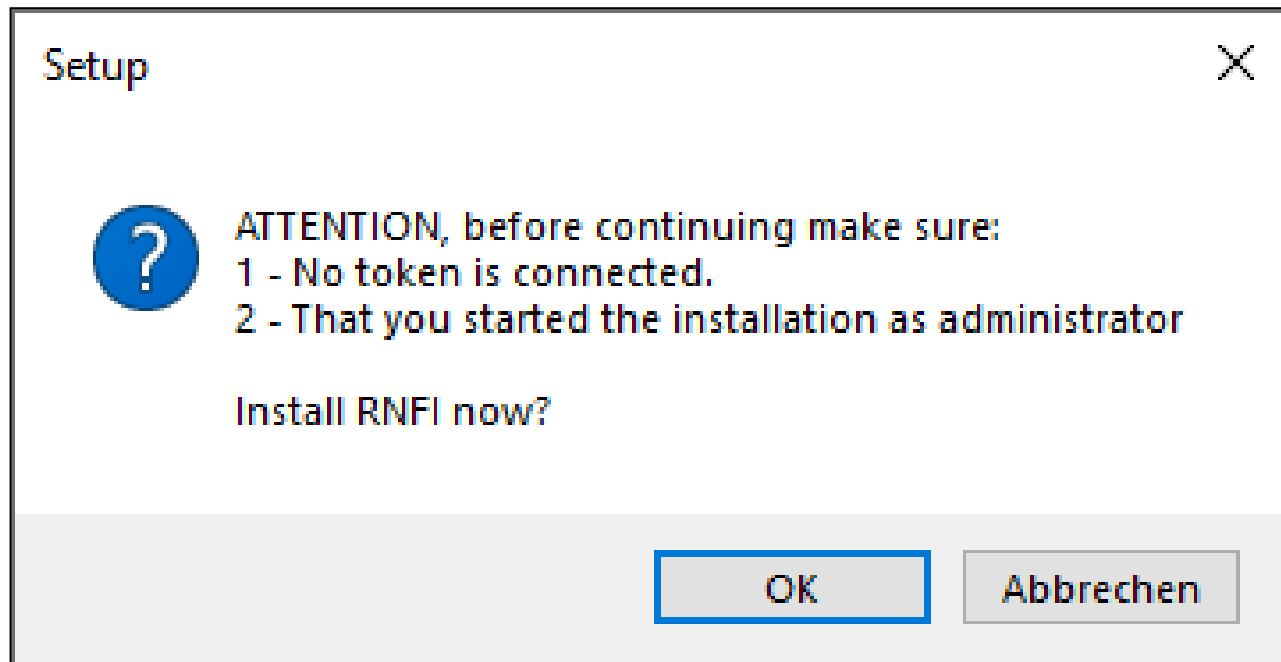 Setup
ATTENTION, before continuing make sure:
1 - No token is connected.
2 - That you started the installation as administrator
Install RNFI now?
OK
Abbrechen